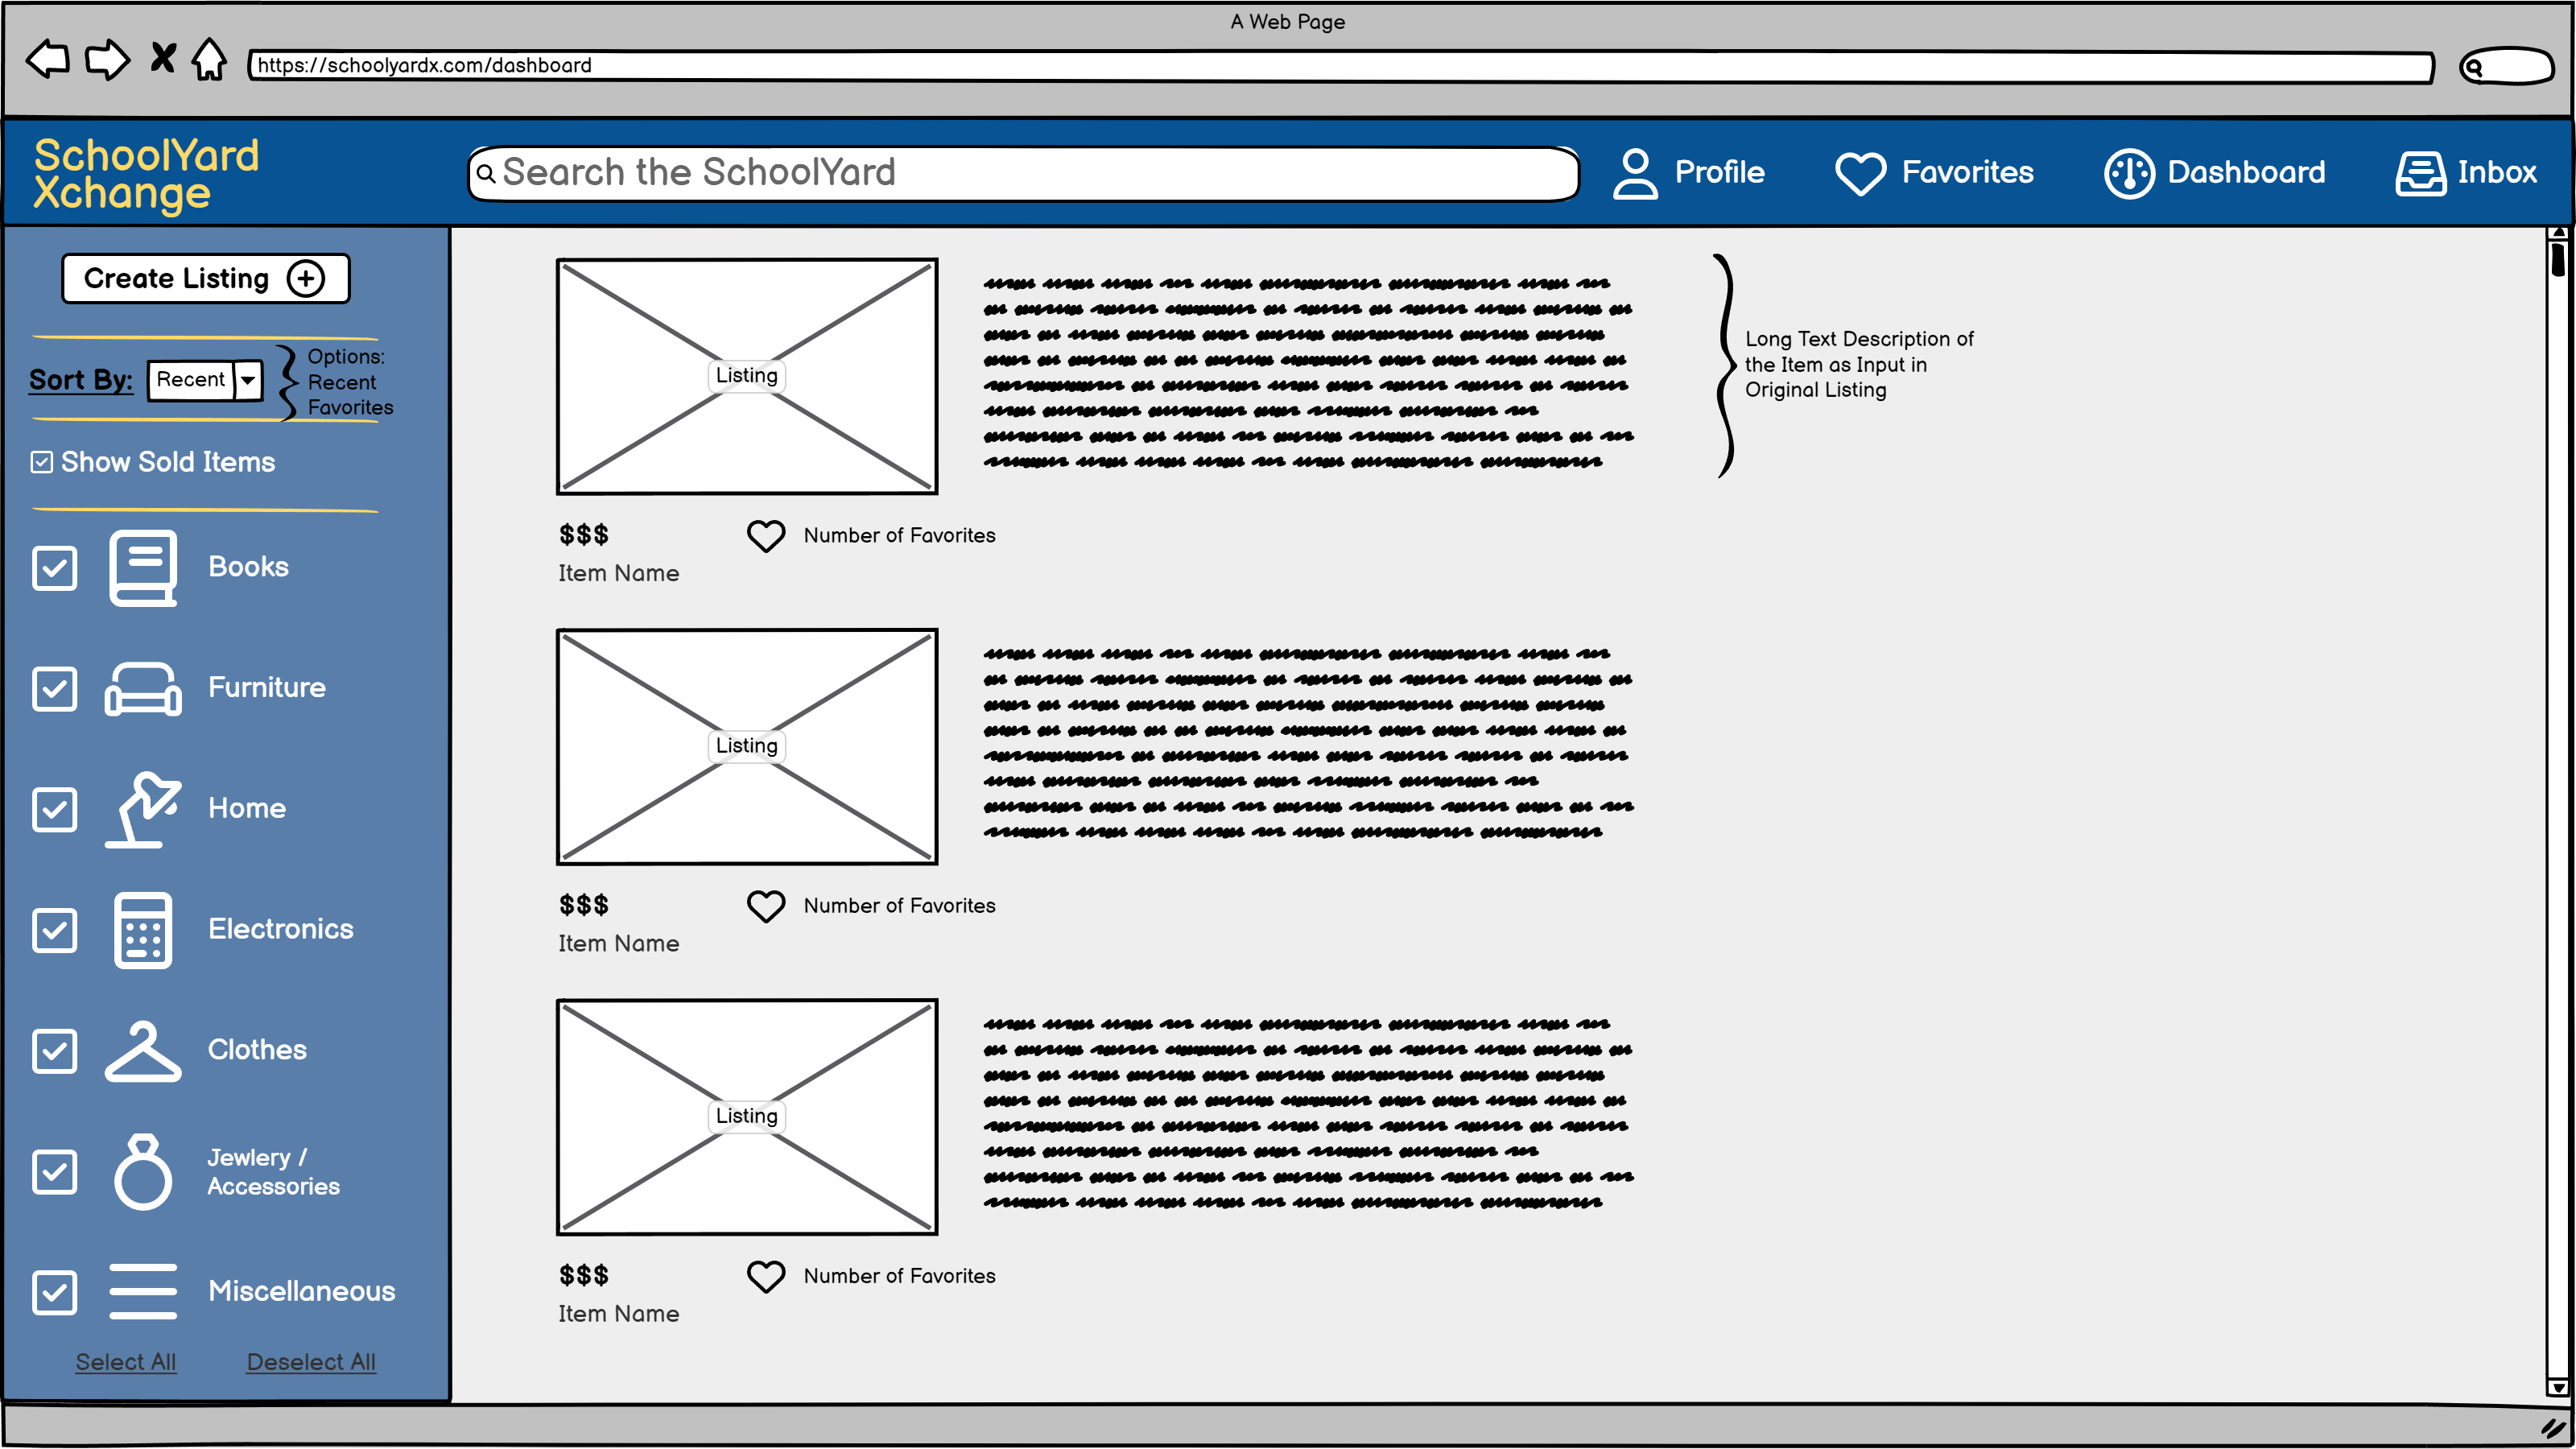 A Web Page
https://schoolyardx.com/dashboard
SchoolYard
Xchange
Search the SchoolYard
Profile
Favorites
Dashboard
Inbox
Create Listing
Sort By:
Recent
Options:
Recent
Favorites
Show Sold Items
Books
Furniture
Home
Electronics
Clothes
Jewlery /
Accessories
Miscellaneous
Select All
Deselect All
Listing
Long Text Description of
the Item as Input in
Original Listing
$$$
Number of Favorites
Item Name
Listing
$$$
Number of Favorites
Item Name
Listing
$$$
Number of Favorites
Item Name